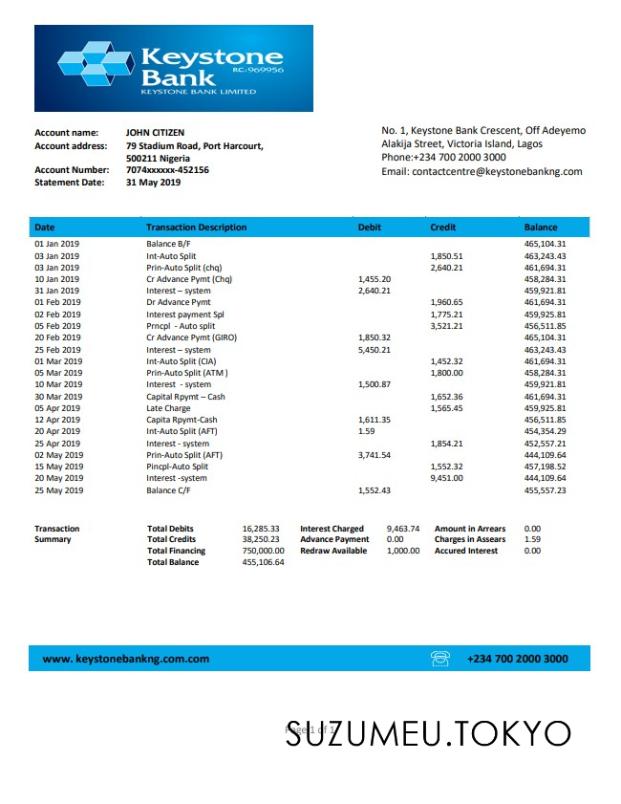 Keystone
Bank
RC:969956
KEYSTONE BANK LIMITED
Account name: JOHN CITIZEN
Account address: 79 Stadium Road, Port Harcourt,
500211 Nigeria
Account Number: 7074xxxxxx-452156
Statement Date: 31 May 2019
No. 1, Keystone Bank Crescent, Off Adeyemo
Alakija Street, Victoria Island, Lagos
Phone:+234 700 2000 3000
Email: contactcentre@keystonebankng.com
Date Transaction Description Debit Credit Balance
01 Jan 2019 Balance B/F 465,104.31
03 Jan 2019 Int-Auto Split 1,850.51 463,243.43
03 Jan 2019 Prin-Auto Split (chq) 2,640.21 461,694.31
10 Jan 2019 Cr Advance Pymt (Chq) 1,455.20 458,284.31
31 Jan 2019 Interest – system 2,640.21 459,921.81
01 Feb 2019 Dr Advance Pymt 1,960.65 461,694.31
02 Feb 2019 Interest payment Spl 1,775.21 459,925.81
05 Feb 2019 Prncpl - Auto split 3,521.21 456,511.85
20 Feb 2019 Cr Advance Pymt (GIRO) 1,850.32 465,104.31
25 Feb 2019 Interest – system 5,450.21 463,243.43
01 Mar 2019 Int-Auto Split (CIA) 1,452.32 461,694.31
05 Mar 2019 Prin-Auto Split (ATM ) 1,800.00 458,284.31
10 Mar 2019 Interest - system 1,500.87 459,921.81
30 Mar 2019 Capital Rpymt – Cash 1,652.36 461,694.31
05 Apr 2019 Late Charge 1,565.45 459,925.81
12 Apr 2019 Capita Rpymt-Cash 1,611.35 456,511.85
20 Apr 2019 Int-Auto Split (AFT) 1.59 454,354.29
25 Apr 2019 Interest - system 1,854.21 452,557.21
02 May 2019 Prin-Auto Split (AFT) 3,741.54 444,109.64
15 May 2019 Pincpl-Auto Split 1,552.32 457,198.52
20 May 2019 Interest -system 9,451.00 444,109.64
25 May 2019 Balance C/F 1,552.43 455,557.23
Transaction Total Debits 16,285.33 Interest Charged 9,463.74 Amount in Arrears 0.00
Summary Total Credits 38,250.23 Advance Payment 0.00 Charges in Assears 1.59
Total Financing 750,000.00 Redraw Available 1,000.00 Accured Interest 0.00
Total Balance 455,106.64
www. keystonebankng.com.com +234 700 2000 3000
Page 1 of 1
SUZUMEU.TOKYO